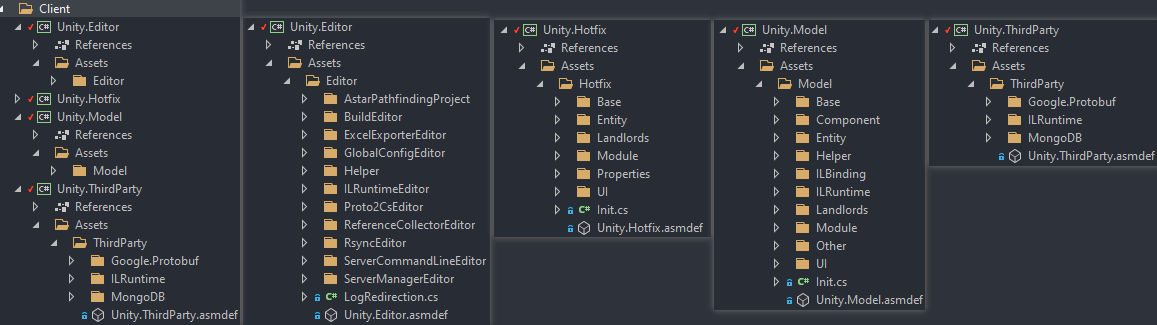 Client
Unity.Editor
References
Assets
Editor
Unity.Hotfix
Unity.Model
References
Assets
Model
Unity.ThirdParty
References
Assets
ThirdParty
Google.Protobuf
ILRuntime
MongoDB
Unity.ThirdParty.asmdef
Unity.Editor
References
Assets
Editor
AstarPathfindingProject
BuildEditor
ExcelExporterEditor
GlobalConfigEditor
Helper
ILRuntimeEditor
Proto2CsEditor
ReferenceCollectorEditor
RsyncEditor
ServerCommandLineEditor
ServerManagerEditor
C# LogRedirection.cs
Unity.Editor.asmdef
Unity.Hotfix
References
Assets
Hotfix
Base
Entity
Landlords
Module
Properties
UI
C# Init.cs
Unity.Hotfix.asmdef
Unity.Model
References
Assets
Model
Base
Component
Entity
Helper
ILBinding
ILRuntime
Landlords
Module
Other
UI
C# Init.cs
Unity.Model.asmdef
Unity.ThirdParty
References
Assets
ThirdParty
Google.Protobuf
ILRuntime
MongoDB
Unity.ThirdParty.asmdef